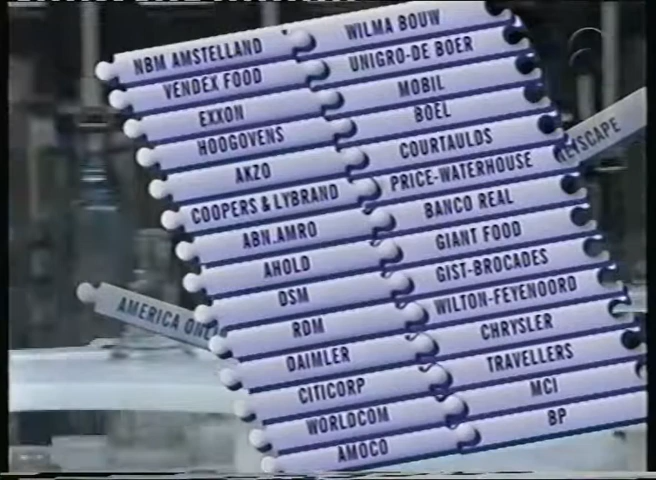 NBM AMSTELLAND WILMA BOUW
VENDEX FOOD UNIGRO-DE BOER
EXXON MOBIL
HOOGOVENS BOEL
AKZO COURTAULDS
COOPERS & LYBRAND PRICE-WATERHOUSE
ABN.AMRO BANCO REAL
AHOLD GIANT FOOD
DSM GIST-BROCADES
RDM WILTON-FEYENOORD
DAIMLER CHRYSLER
CITICORP TRAVELLERS
WORLDCOM MCI
AMOCO BP
AMERICA ONL
ETSCAPE